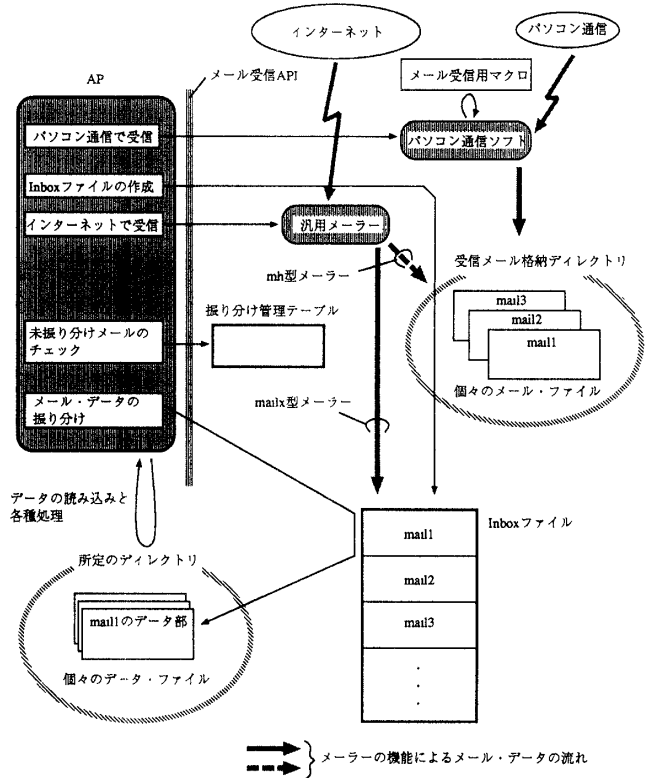 インターネット
パソコン通信
AP
メール受信API
メール受信用マクロ
パソコン通信で受信
パソコン通信ソフト
Inboxファイルの作成
インターネットで受信
汎用メーラー
mh型メーラー
受信メール格納ディレクトリ
mail3
mail2
mail1
個々のメール・ファイル
振り分け管理テーブル
未振り分けメールの
チェック
メール・データの
振り分け
mailx型メーラー
データの読み込みと
各種処理
Inboxファイル
mail1
mail2
mail3
所定のディレクトリ
mail1のデータ部
個々のデータ・ファイル
メーラーの機能によるメール・データの流れ